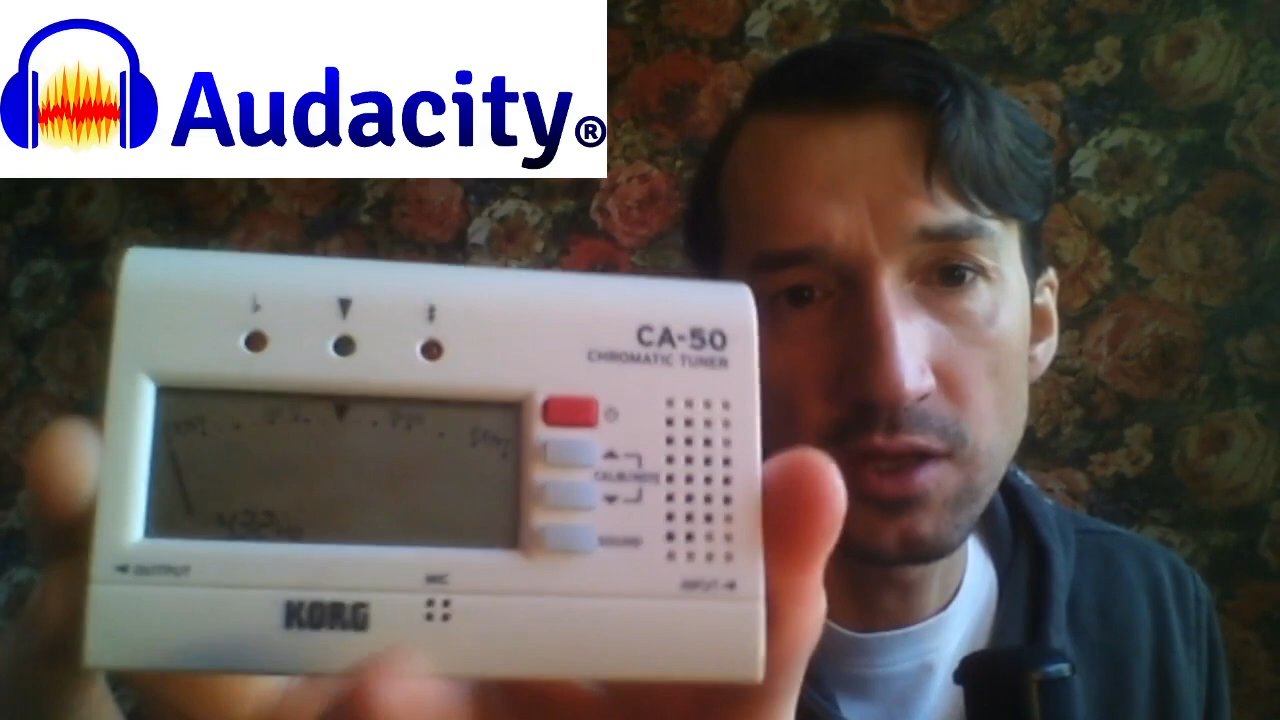 Audacity®
CA-50
CHROMATIC TUNER
CALIB/NOTE
SOUND
OUTPUT
MIC
INPUT
KORG